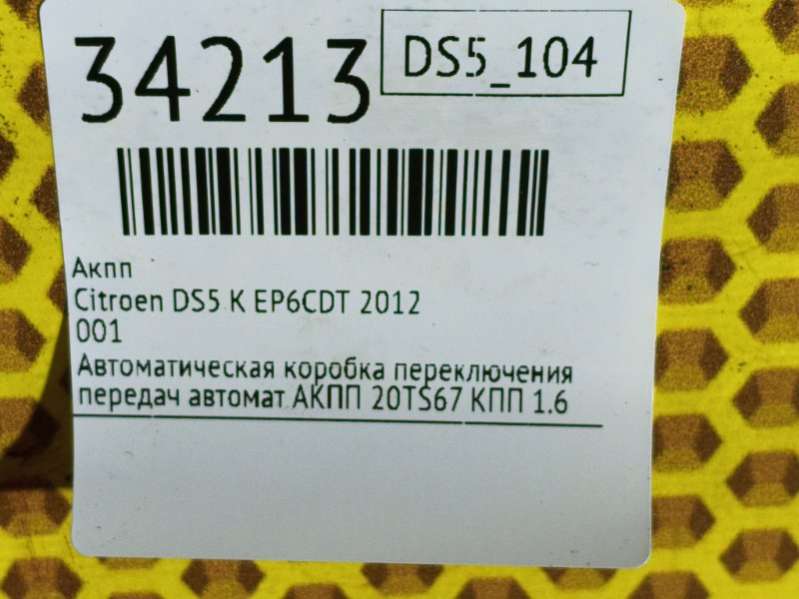 34213
DS5_104
Акпп
Citroen DS5 К EP6CDT 2012
001
Автоматическая коробка переключения
передач автомат АКПП 20TS67 КПП 1.6